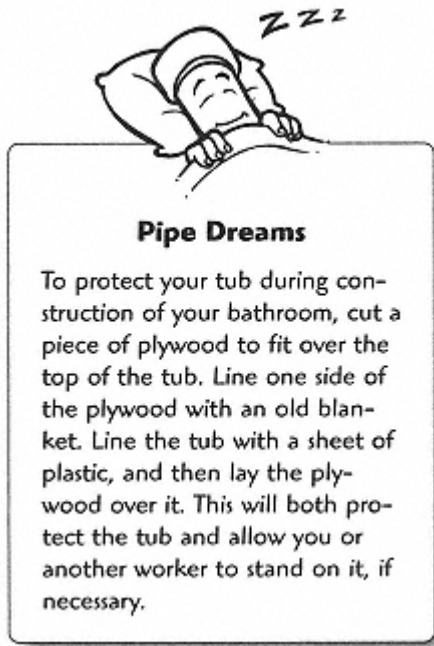 Z Z Z
Pipe Dreams
To protect your tub during con-
struction of your bathroom, cut a
piece of plywood to fit over the
top of the tub. Line one side of
the plywood with an old blan-
ket. Line the tub with a sheet of
plastic, and then lay the ply-
wood over it. This will both pro-
tect the tub and allow you or
another worker to stand on it, if
necessary.